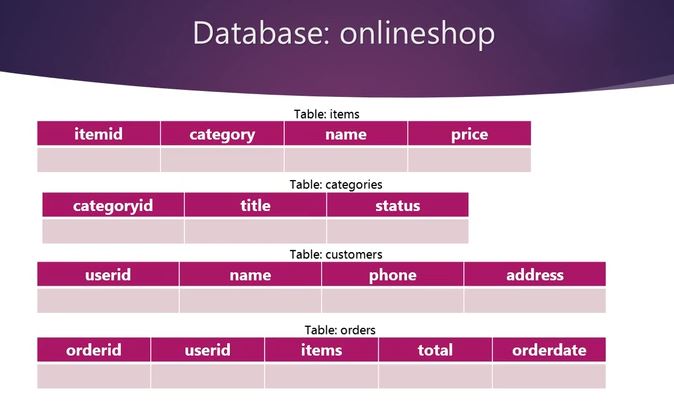 Database: onlineshop
Table: items
itemid category name price
Table: categories
categoryid title status
Table: customers
userid name phone address
Table: orders
orderid userid items total orderdate